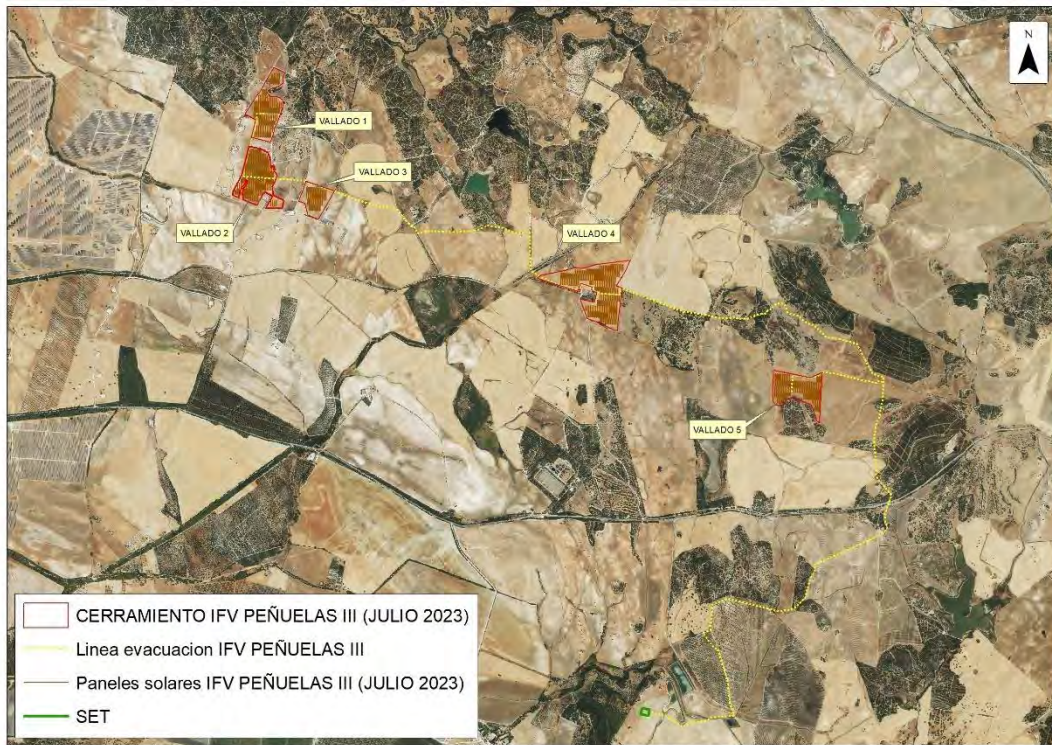 N
VALLADO 1
VALLADO 3
VALLADO 2
VALLADO 4
VALLADO 5
CERRAMIENTO IFV PEÑUELAS III (JULIO 2023)
Linea evacuacion IFV PEÑUELAS III
Paneles solares IFV PEÑUELAS III (JULIO 2023)
SET